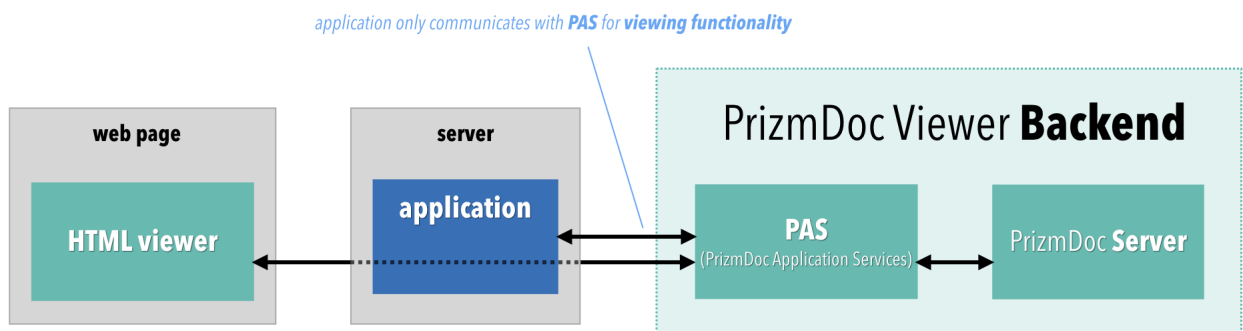 application only communicates with PAS for viewing functionality
web page
server
PrizmDoc Viewer Backend
HTML viewer
application
PAS
(PrizmDoc Application Services)
PrizmDoc Server